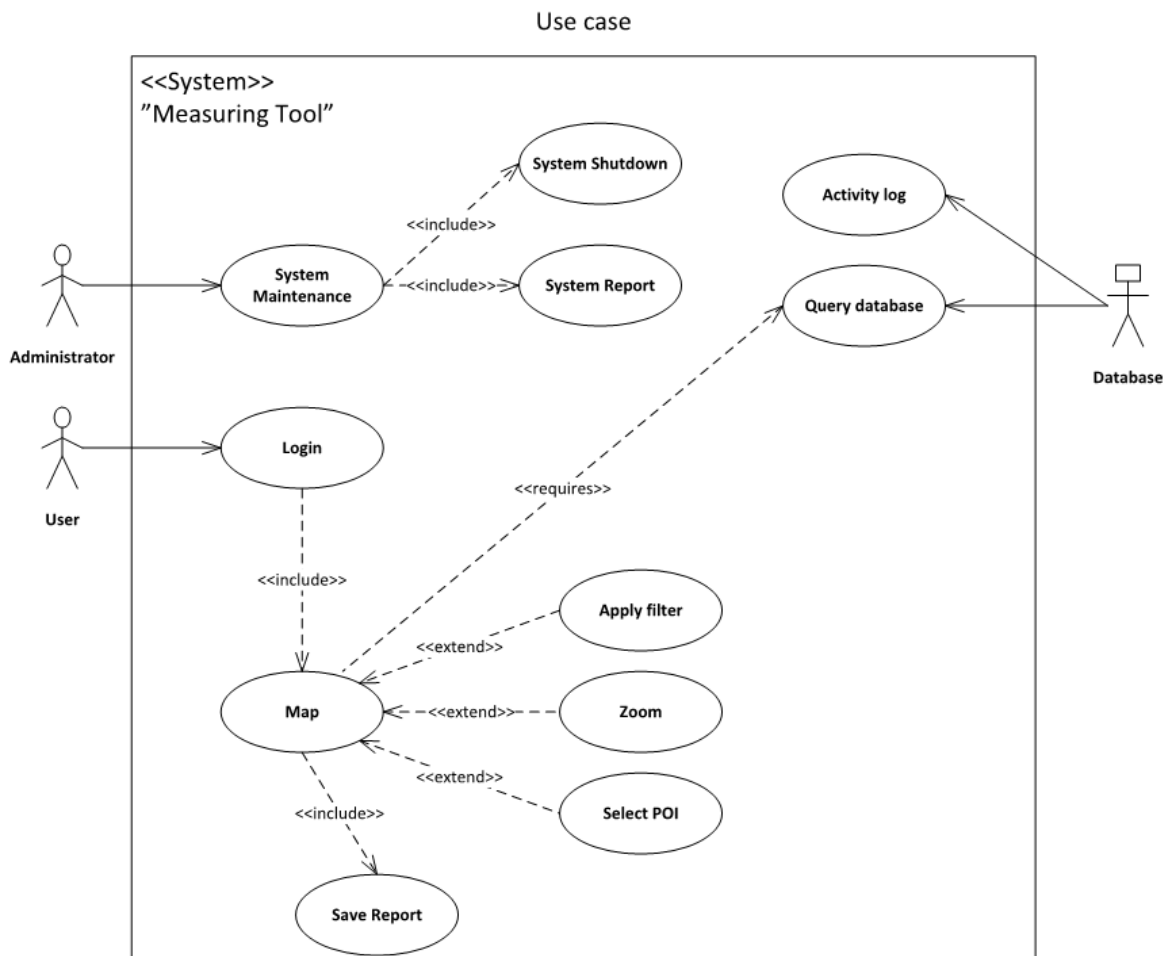 Use case
<<System>>
”Measuring Tool”
System Shutdown
Activity log
<<include>>
System
Maintenance
<<include>>
System Report
Query database
Administrator
Database
Login
<<requires>>
User
<<include>>
Apply filter
<<extend>>
Map
<<extend>>
Zoom
<<extend>>
Select POI
<<include>>
Save Report